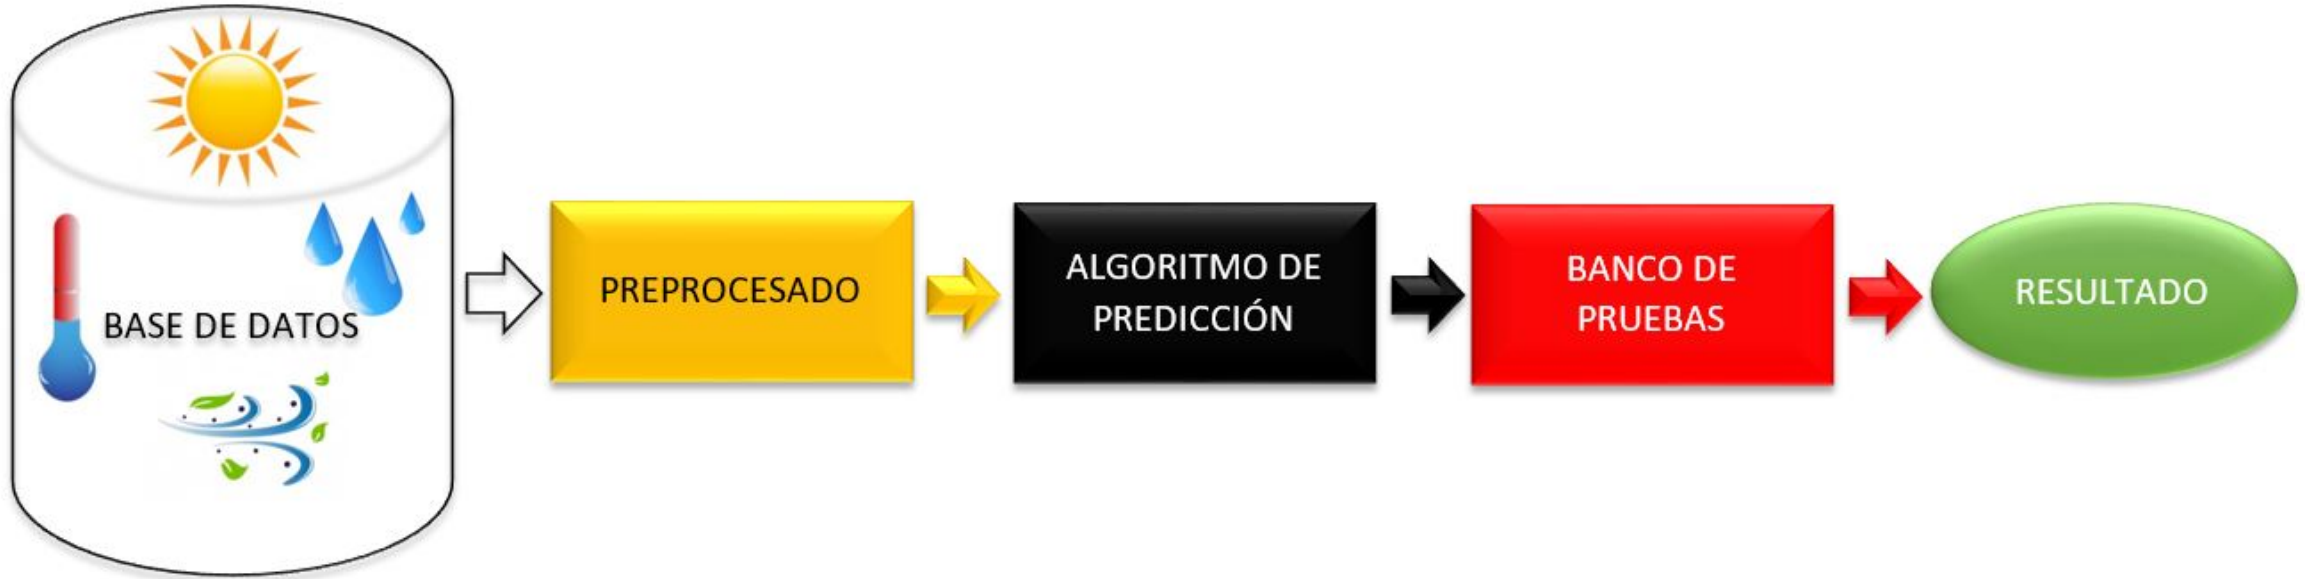 BASE DE DATOS
PREPROCESADO
ALGORITMO DE
PREDICCIÓN
BANCO DE
PRUEBAS
RESULTADO